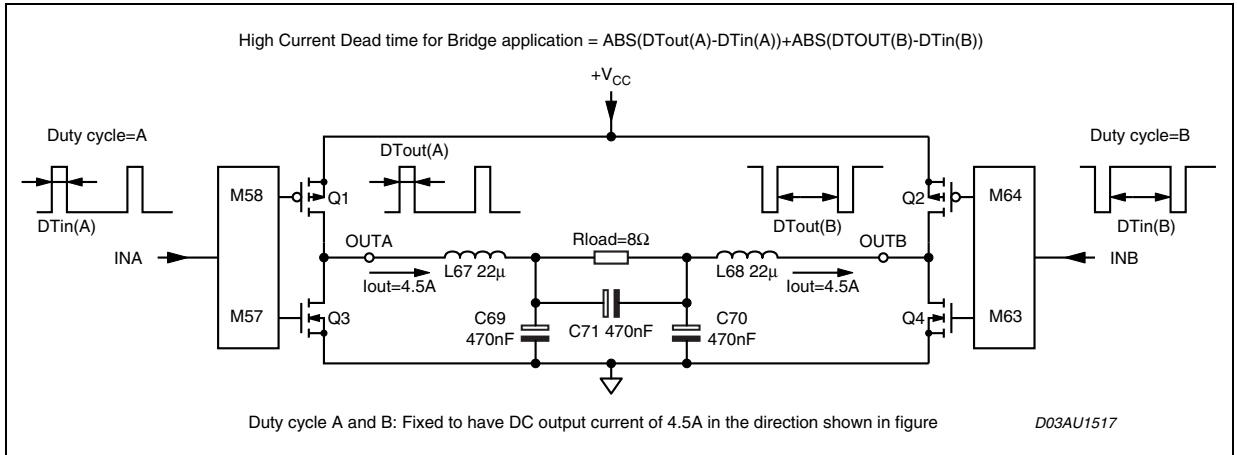 High Current Dead time for Bridge application = ABS(DTout(A)-DTin(A))+ABS(DTOUT(B)-DTin(B))
+VCC
Duty cycle=A
DTout(A)
Duty cycle=B
M58
Q1
Q2
M64
DTin(A)
DTout(B)
DTin(B)
OUTA
Rload=8Ω
OUTB
INA
INB
L67 22µ
L68 22µ
Iout=4.5A
Iout=4.5A
M57
Q3
C69
470nF
C71 470nF
C70
470nF
Q4
M63
Duty cycle A and B: Fixed to have DC output current of 4.5A in the direction shown in figure
D03AU1517